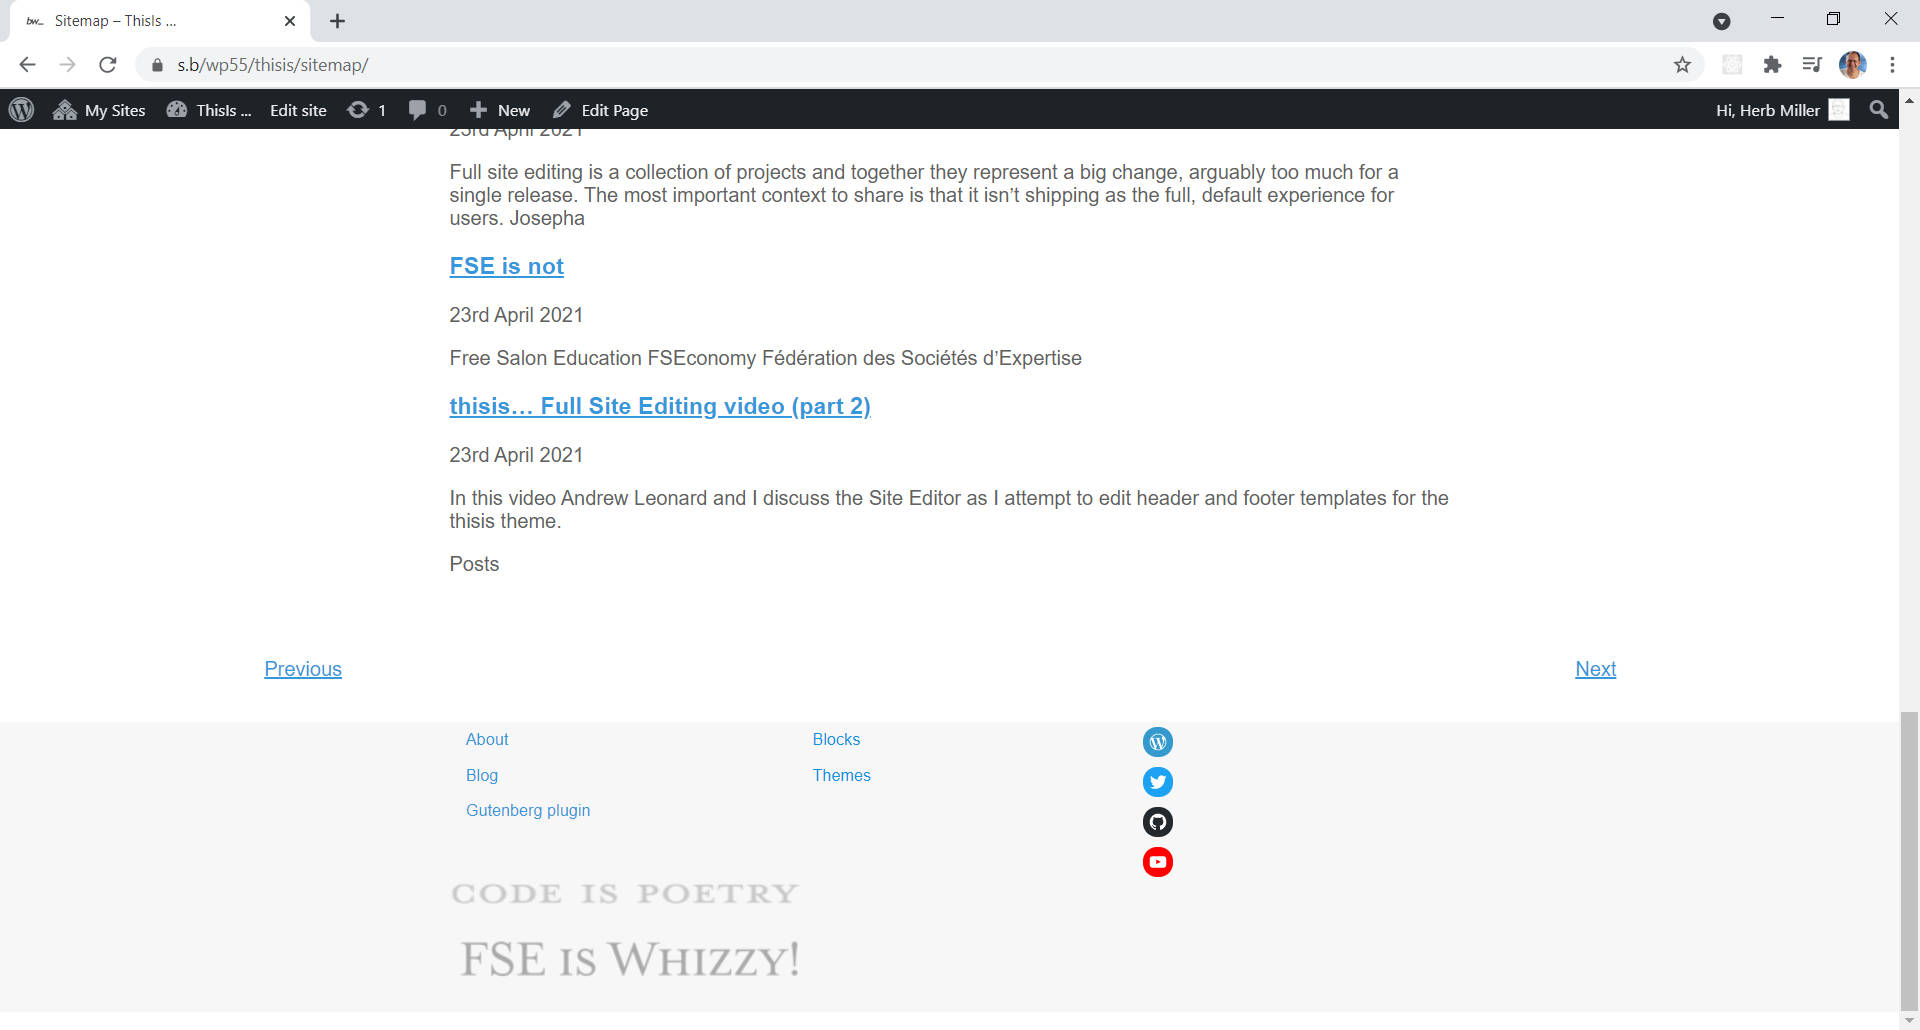 bw_ Sitemap – ThisIs ...
s.b/wp55/thisis/sitemap/
My Sites ThisIs ... Edit site 1 0 New Edit Page Hi, Herb Miller
23rd April 2021
Full site editing is a collection of projects and together they represent a big change, arguably too much for a
single release. The most important context to share is that it isn’t shipping as the full, default experience for
users. Josepha
FSE is not
23rd April 2021
Free Salon Education FSEconomy Fédération des Sociétés d’Expertise
thisis… Full Site Editing video (part 2)
23rd April 2021
In this video Andrew Leonard and I discuss the Site Editor as I attempt to edit header and footer templates for the
thisis theme.
Posts
Previous Next
About Blocks
Blog Themes
Gutenberg plugin
CODE IS POETRY
FSE IS WHIZZY!